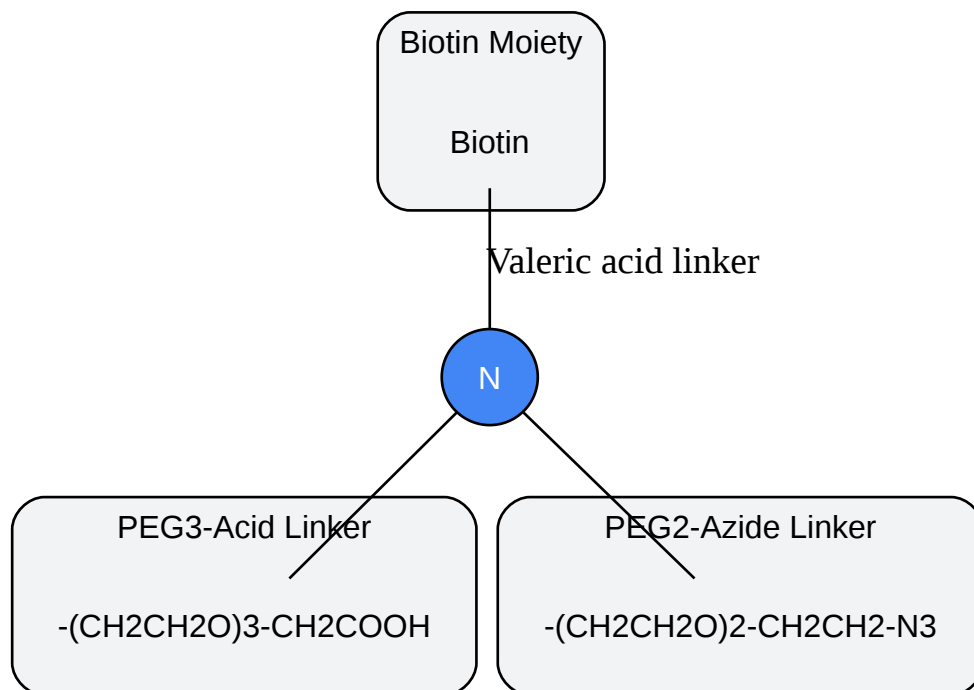 Biotin Moiety
Biotin
Valeric acid linker
N
PEG3-Acid Linker
-(CH2CH2O)3-CH2COOH
PEG2-Azide Linker
-(CH2CH2O)2-CH2CH2-N3